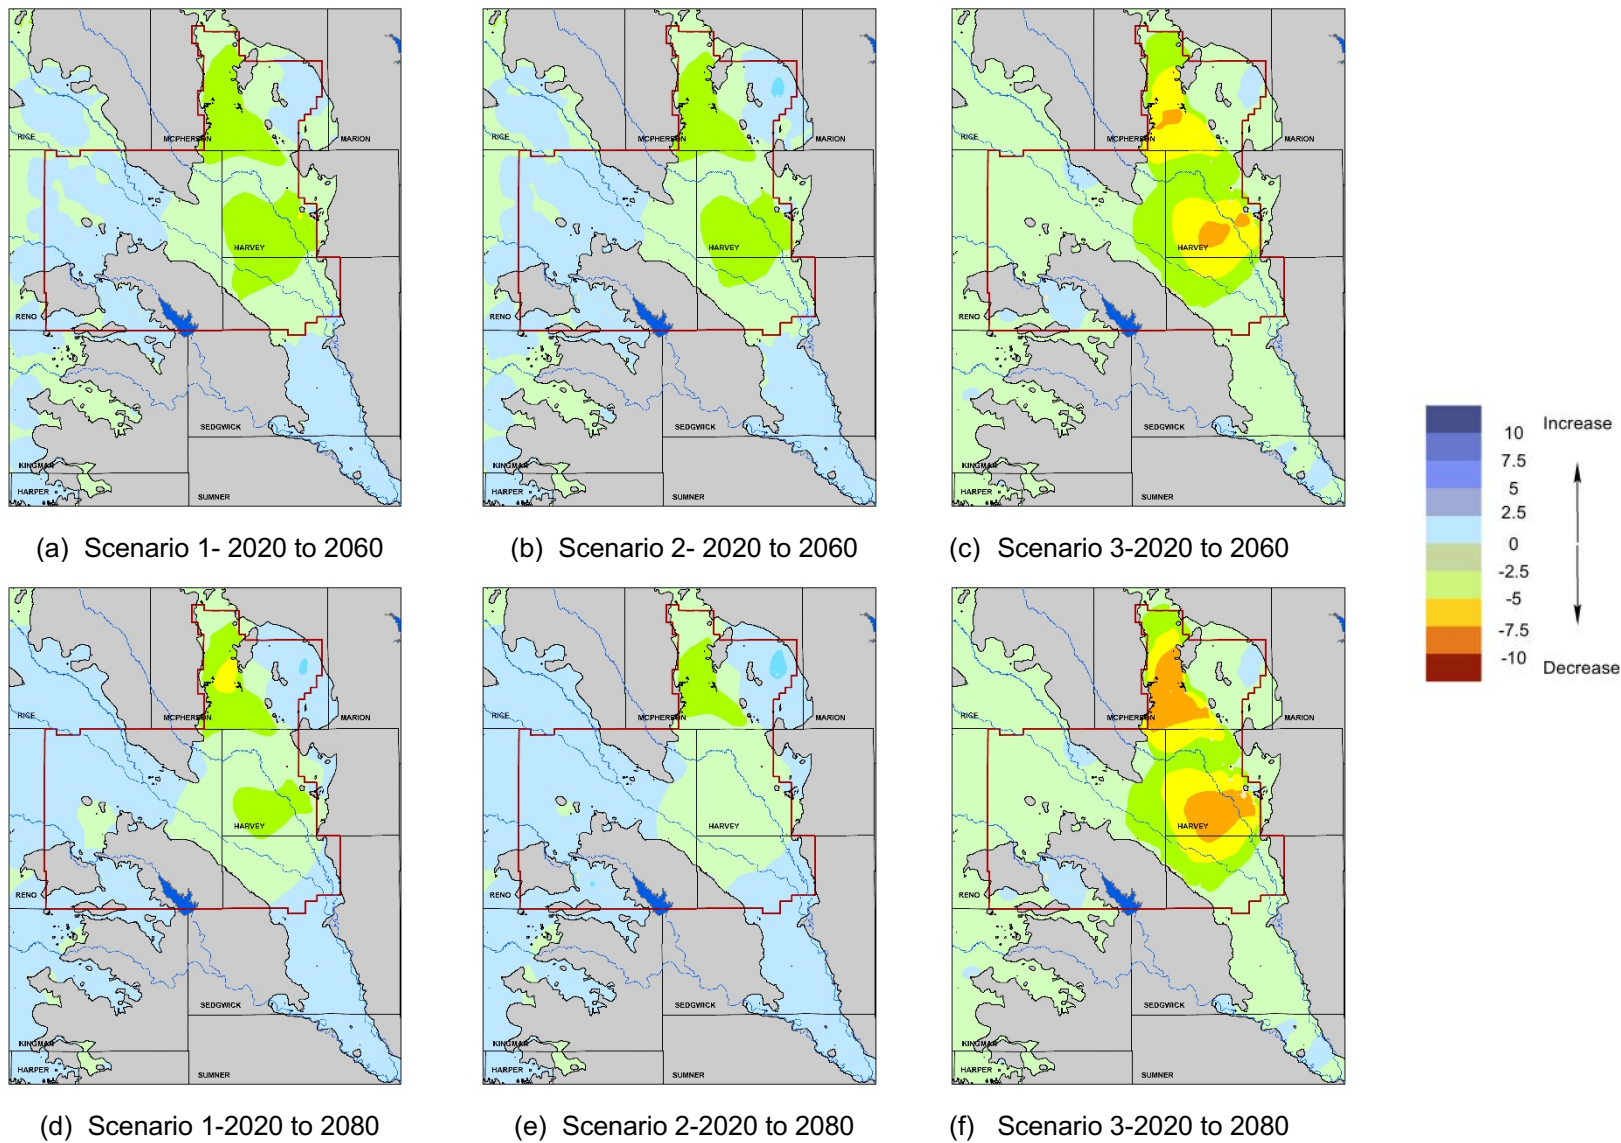 RICE
MCPHERSON
MARION
HARVEY
RENO
SEDGWICK
KINGMAN
HARPER
SUMNER
RICE
MCPHERSON
MARION
HARVEY
RENO
SEDGWICK
KINGMAN
HARPER
SUMNER
RICE
MCPHERSON
MARION
HARVEY
RENO
SEDGWICK
KINGMAN
HARPER
SUMNER
(a) Scenario 1- 2020 to 2060
(b) Scenario 2- 2020 to 2060
(c) Scenario 3-2020 to 2060
10 Increase
7.5
5
2.5
0
-2.5
-5
-7.5
-10 Decrease
RICE
MCPHERSON
MARION
HARVEY
RENO
SEDGWICK
KINGMAN
HARPER
SUMNER
RICE
MCPHERSON
MARION
HARVEY
RENO
SEDGWICK
KINGMAN
HARPER
SUMNER
RICE
MCPHERSON
MARION
HARVEY
RENO
SEDGWICK
KINGMAN
HARPER
SUMNER
(d) Scenario 1-2020 to 2080
(e) Scenario 2-2020 to 2080
(f) Scenario 3-2020 to 2080